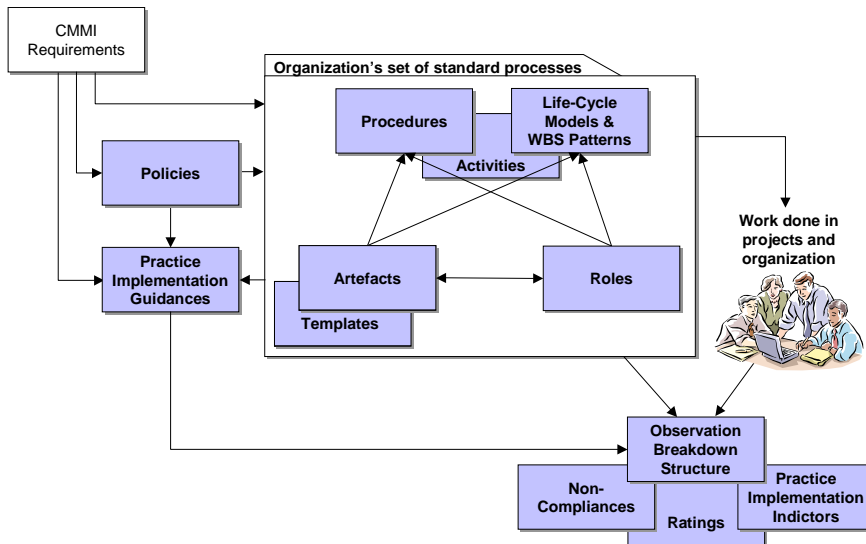 CMMI
Requirements
Organization's set of standard processes
Procedures
Life-Cycle
Models &
WBS Patterns
Activities
Policies
Work done in
projects and
organization
Practice
Implementation
Guidances
Artefacts
Roles
Templates
Observation
Breakdown
Structure
Non-
Compliances
Ratings
Practice
Implementation
Indictors